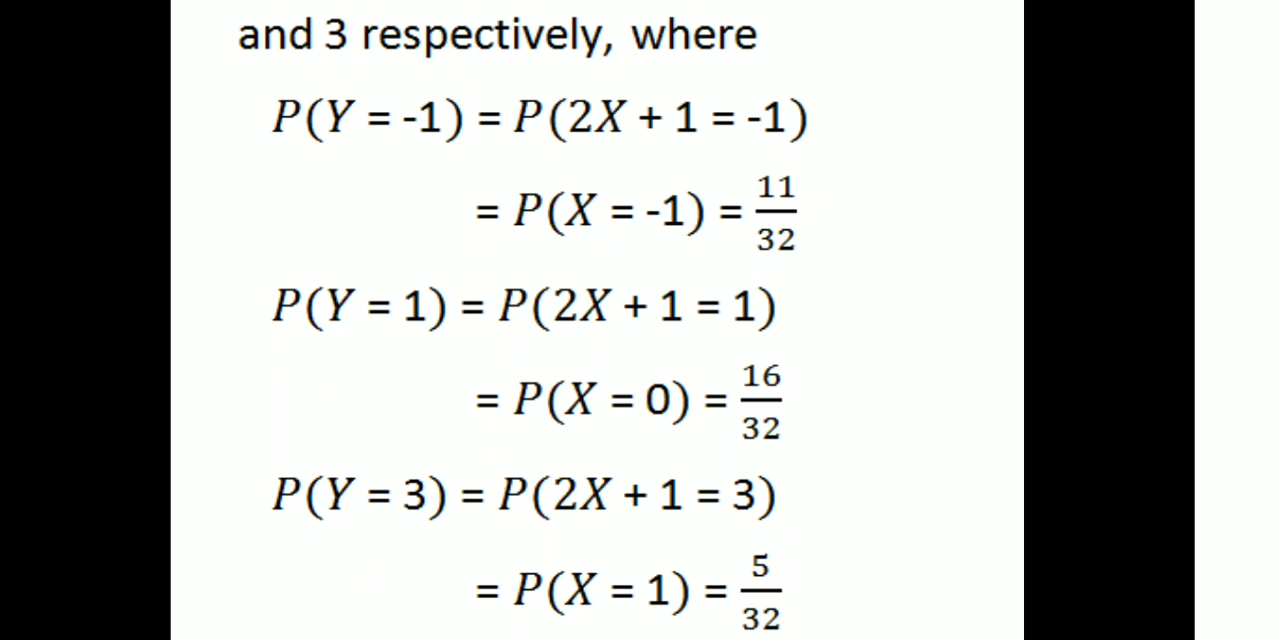 and 3 respectively, where
P(Y = -1) = P(2X + 1 = -1)
= P(X = -1) = 11/32
P(Y = 1) = P(2X + 1 = 1)
= P(X = 0) = 16/32
P(Y = 3) = P(2X + 1 = 3)
= P(X = 1) = 5/32